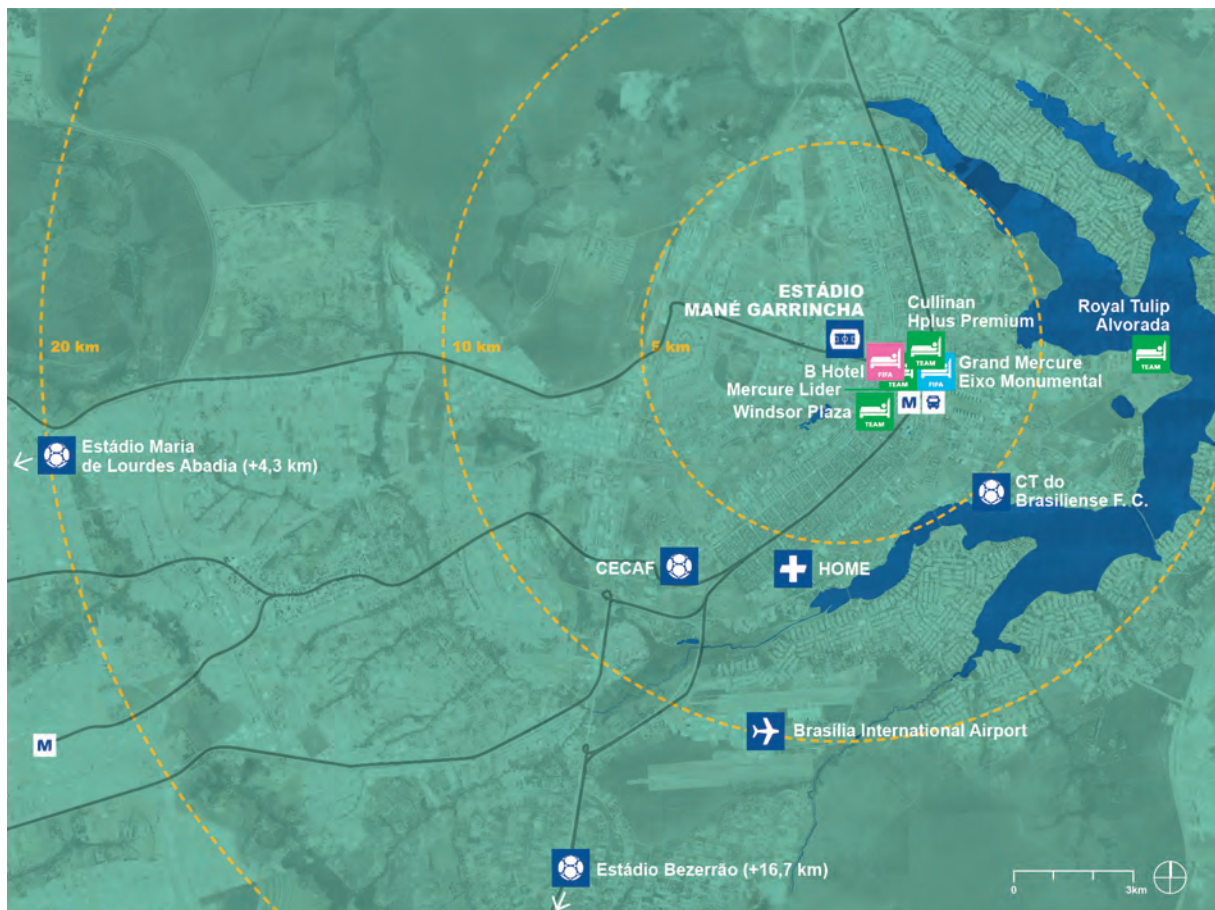 ESTÁDIO
MANÉ GARRINCHA
Cullinan
Hplus Premium
Royal Tulip
Alvorada
20 km
10 km
5 km
TEAM
TEAM
B Hotel
FIFA
TEAM
FIFA
Grand Mercure
Eixo Monumental
Mercure Lider
Windsor Plaza
TEAM
M
Estádio Maria
de Lourdes Abadia (+4,3 km)
CT do
Brasiliense F. C.
CECAF
HOME
Brasília International Airport
M
Estádio Bezerrão (+16,7 km)
0
3km